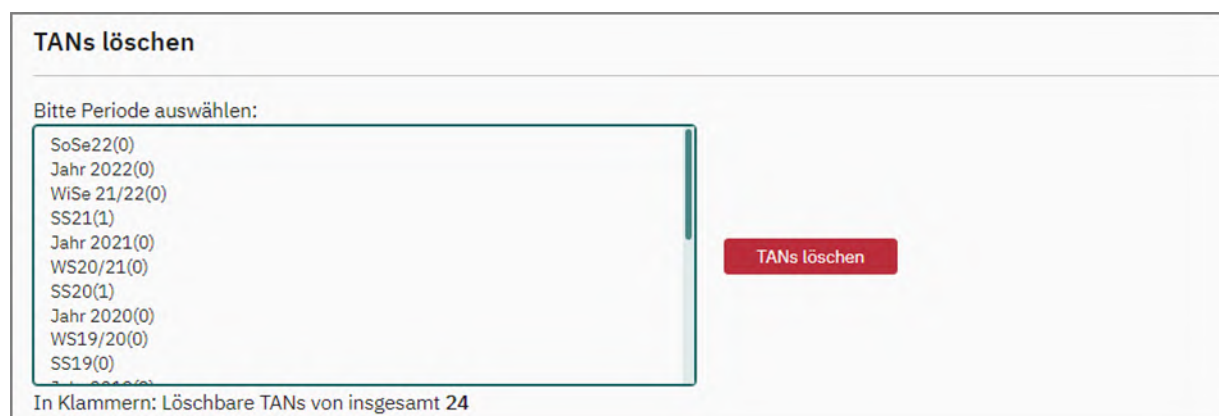 TANs löschen
Bitte Periode auswählen:
SoSe22(0)
Jahr 2022(0)
WiSe 21/22(0)
SS21(1)
Jahr 2021(0)
WS20/21(0)
SS20(1)
TANs löschen
Jahr 2020(0)
WS19/20(0)
SS19(0)
In Klammern: Löschbare TANs von insgesamt 24